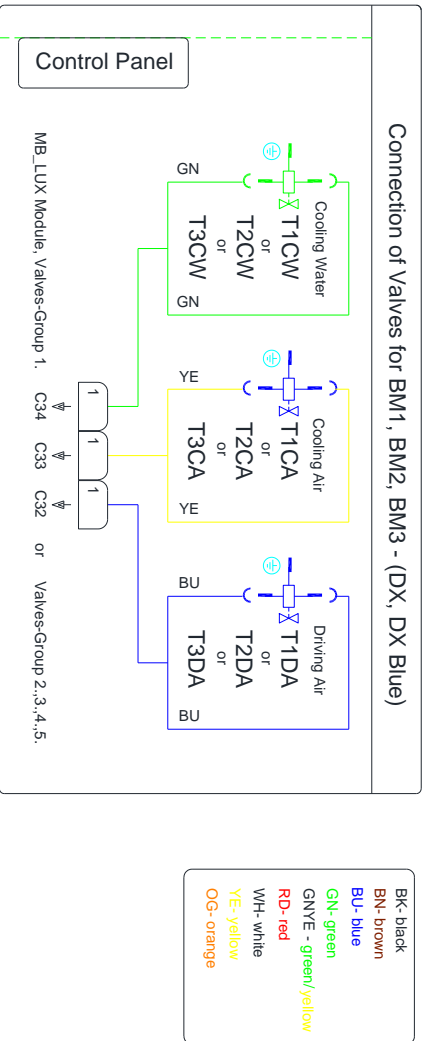 Connection of Valves for BM1, BM2, BM3 - (DX, DX Blue)
Control Panel
Cooling Water
T1CW
or
T2CW
or
T3CW
GN
GN
Cooling Air
T1CA
or
T2CA
or
T3CA
YE
YE
Driving Air
T1DA
or
T2DA
or
T3DA
BU
BU
1
1
1
MB_LUX Module, Valves-Group 1. C34 C33 C32 or Valves-Group 2.,3.,4.,5.
BK- black
BN- brown
BU- blue
GN- green
GNYE - green/yellow
RD- red
WH- white
YE- yellow
OG- orange